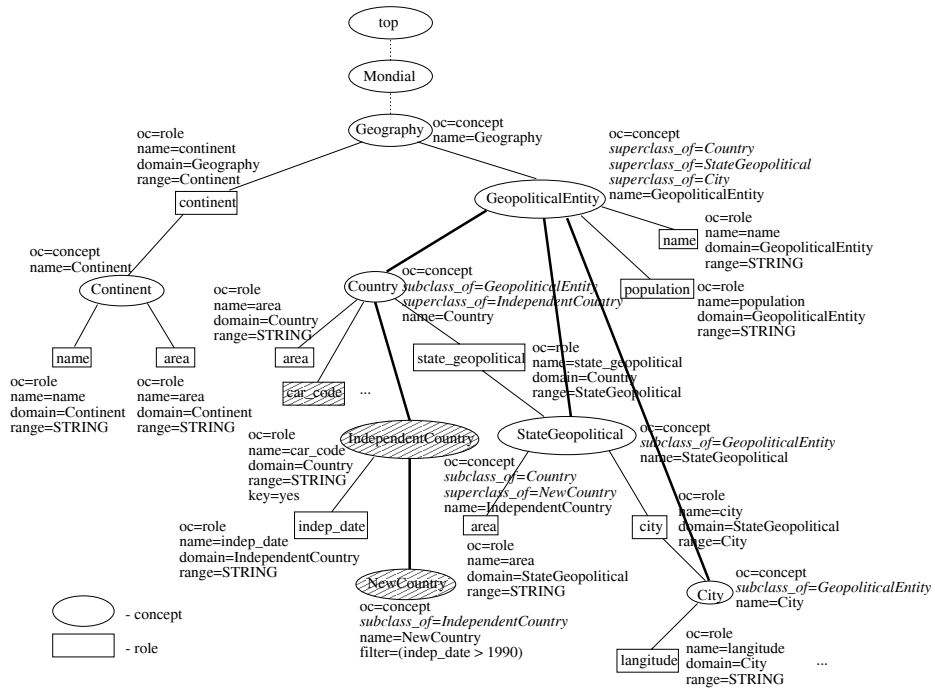 top
Mondial
Geography
oc=concept
name=Geography
oc=role
name=continent
domain=Geography
range=Continent
continent
oc=concept
superclass_of=Country
superclass_of=StateGeopolitical
superclass_of=City
name=GeopoliticalEntity
GeopoliticalEntity
name
oc=role
name=name
domain=GeopoliticalEntity
range=STRING
oc=concept
name=Continent
Continent
population
oc=role
name=population
domain=GeopoliticalEntity
range=STRING
Country
oc=concept
subclass_of=GeopoliticalEntity
superclass_of=IndependentCountry
name=Country
oc=role
name=area
domain=Country
range=STRING
name
area
area
state_geopolitical
oc=role
name=state_geopolitical
domain=Country
range=StateGeopolitical
oc=role
name=name
domain=Continent
range=STRING
oc=role
name=area
domain=Continent
range=STRING
car_code
...
IndependentCountry
StateGeopolitical
oc=concept
subclass_of=GeopoliticalEntity
name=StateGeopolitical
oc=role
name=car_code
domain=Country
range=STRING
key=yes
oc=concept
subclass_of=Country
superclass_of=NewCountry
name=IndependentCountry
indep_date
area
city
oc=role
name=city
domain=StateGeopolitical
range=City
oc=role
name=indep_date
domain=IndependentCountry
range=STRING
oc=role
name=area
domain=StateGeopolitical
range=STRING
NewCountry
oc=concept
subclass_of=IndependentCountry
name=NewCountry
filter=(indep_date > 1990)
City
oc=concept
subclass_of=GeopoliticalEntity
name=City
- concept
- role
langitude
oc=role
name=langitude
domain=City
range=STRING
...